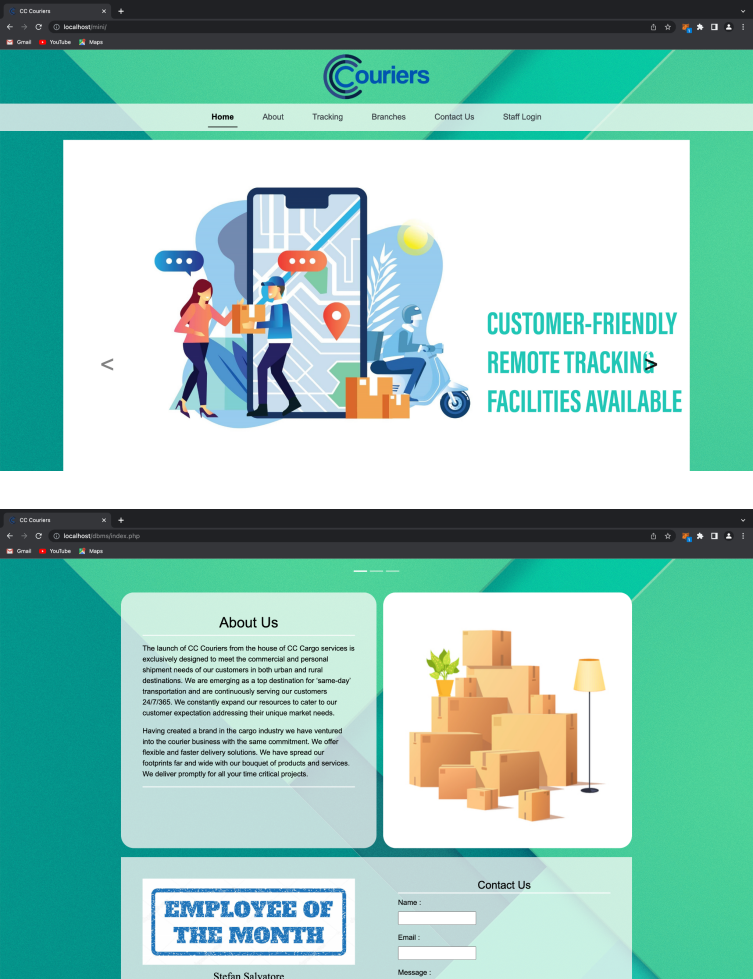 CC Couriers
localhost/mini/
Gmail YouTube Maps
Couriers
Home About Tracking Branches Contact Us Staff Login
CUSTOMER-FRIENDLY
< REMOTE TRACKING >
FACILITIES AVAILABLE
CC Couriers
localhost/dbms/index.php
Gmail YouTube Maps
About Us
The launch of CC Couriers from the house of CC Cargo services is
exclusively designed to meet the commercial and personal
shipment needs of our customers in both urban and rural
destinations. We are emerging as a top destination for 'same-day'
transportation and are continuously serving our customers
24/7/365. We constantly expand our resources to cater to our
customer expectation addressing their unique market needs.
Having created a brand in the cargo industry we have ventured
into the courier business with the same commitment. We offer
flexible and faster delivery solutions. We have spread our
footprints far and wide with our bouquet of products and services.
We deliver promptly for all your time critical projects.
EMPLOYEE OF
THE MONTH
Stefan Salvatore
Contact Us
Name :
Email :
Message :